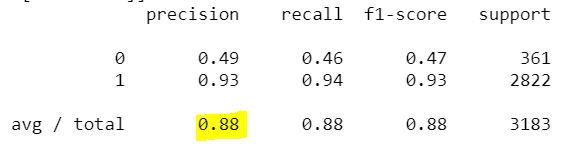 precision recall f1-score support
0 0.49 0.46 0.47 361
1 0.93 0.94 0.93 2822
avg / total 0.88 0.88 0.88 3183